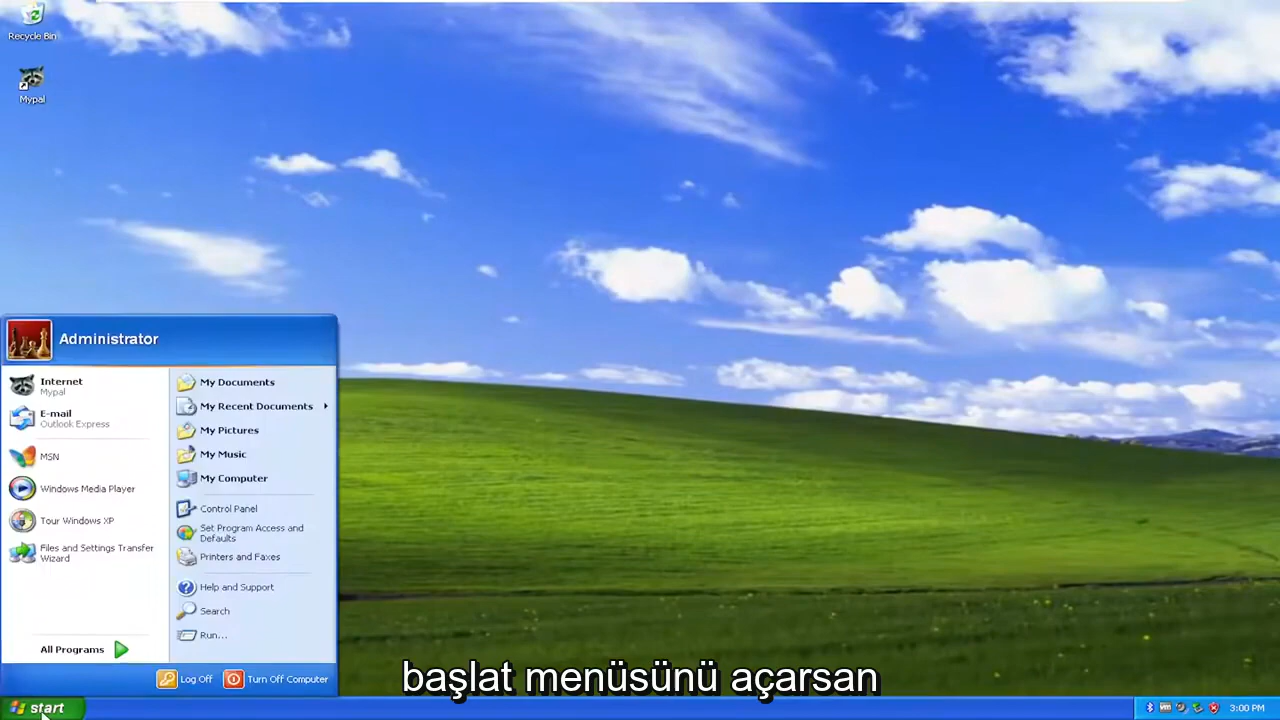 Recycle Bin
Mypal
Administrator
Internet
Mypal
E-mail
Outlook Express
MSN
Windows Media Player
Tour Windows XP
Files and Settings Transfer
Wizard
All Programs
My Documents
My Recent Documents
My Pictures
My Music
My Computer
Control Panel
Set Program Access and
Defaults
Printers and Faxes
Help and Support
Search
Run...
Log Off
Turn Off Computer
başlat menüsünü açarsan
start
3:00 PM